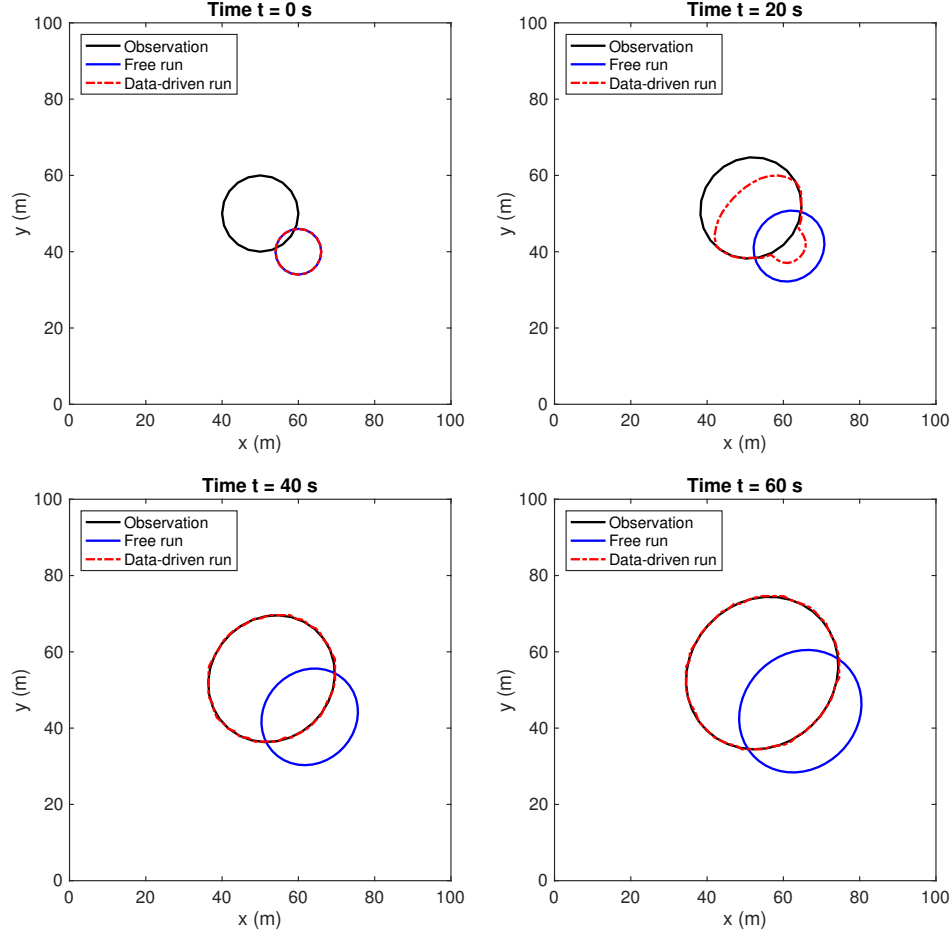 Time t = 0 s
100
80
60
40
20
0
y (m)
Observation
Free run
Data-driven run
0
20
40
60
80
100
x (m)
Time t = 20 s
100
80
60
40
20
0
y (m)
Observation
Free run
Data-driven run
0
20
40
60
80
100
x (m)
Time t = 40 s
100
80
60
40
20
0
y (m)
Observation
Free run
Data-driven run
0
20
40
60
80
100
x (m)
Time t = 60 s
100
80
60
40
20
0
y (m)
Observation
Free run
Data-driven run
0
20
40
60
80
100
x (m)